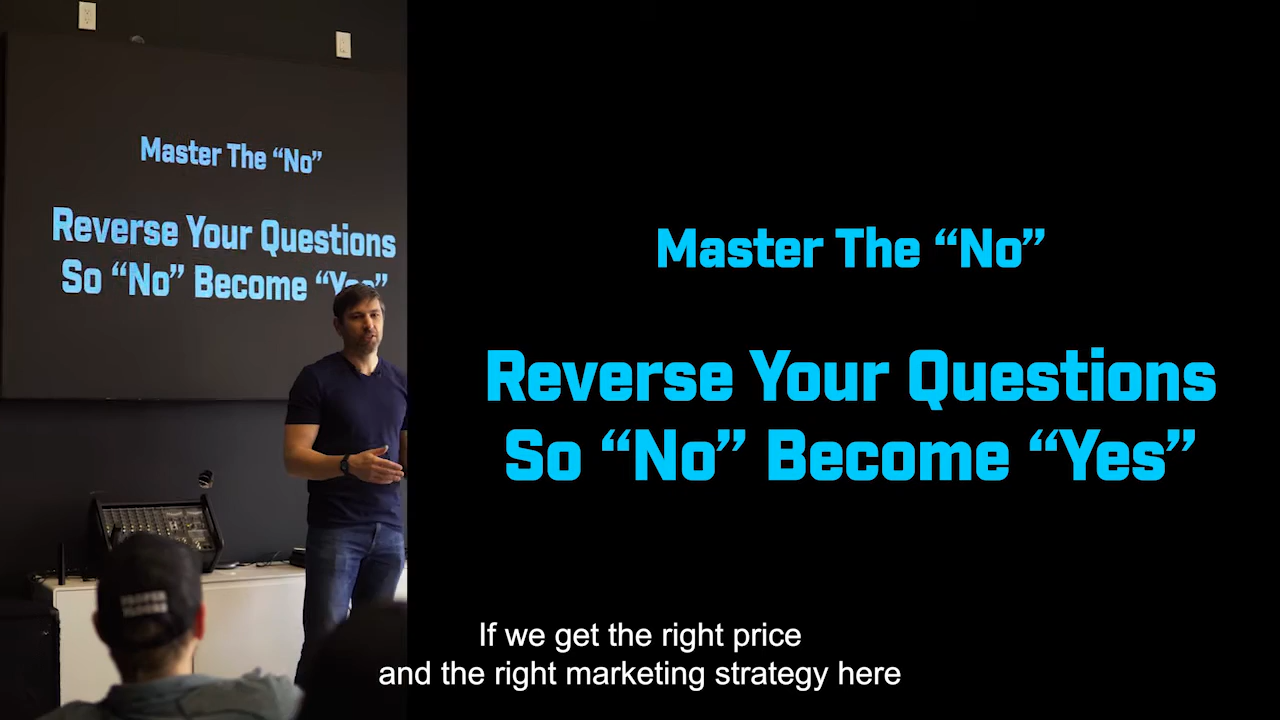 Master The “No”
Reverse Your Questions
So “No” Become “Yes”
Master The “No”
Reverse Your Questions
So “No” Become “Yes”
If we get the right price
and the right marketing strategy here